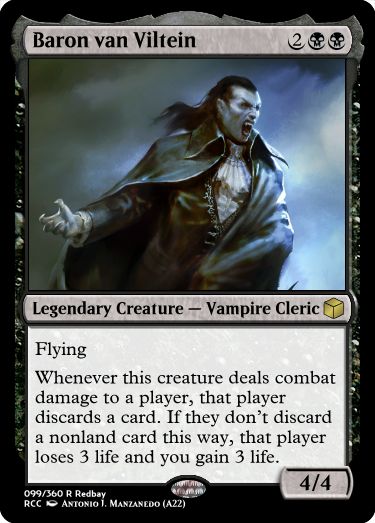 Baron van Viltein 2
Legendary Creature — Vampire Cleric
Flying
Whenever this creature deals combat
damage to a player, that player
discards a card. If they don't discard
a nonland card this way, that player
loses 3 life and you gain 3 life.
4/4
099/360 R Redbay
RCC Antonio J. Manzanedo (A22)